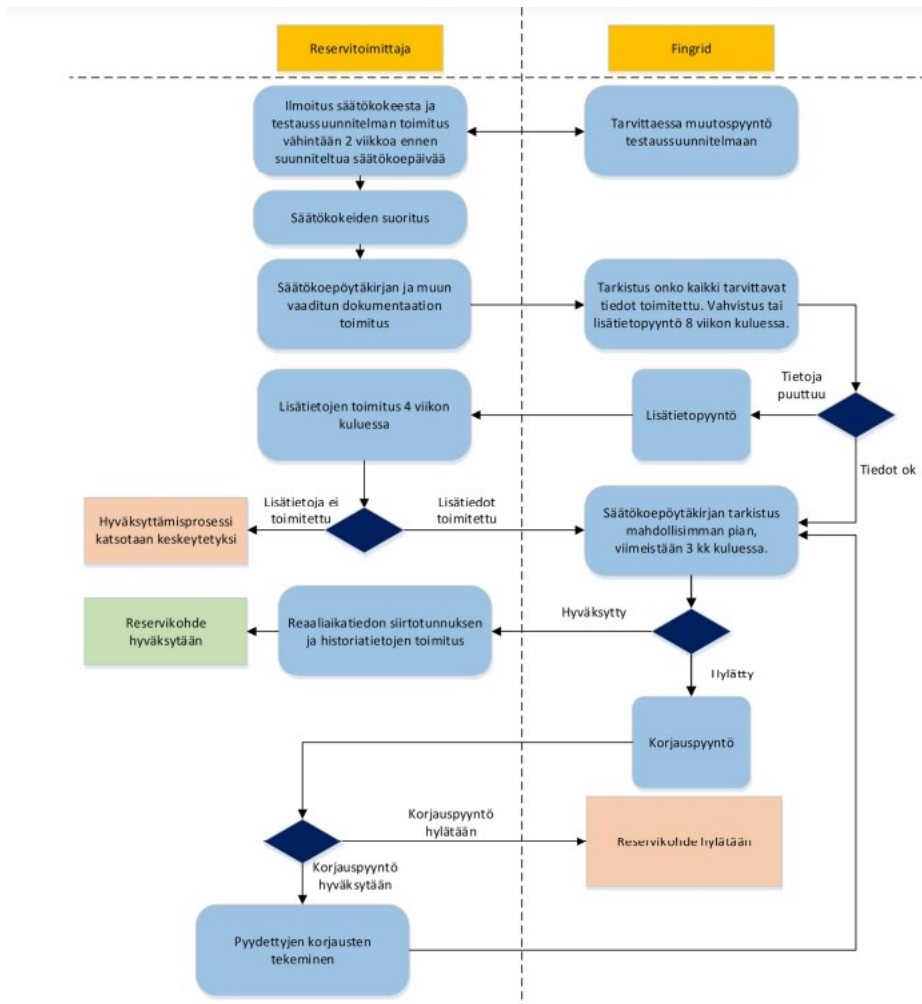 Reservitoimittaja
Fingrid
Ilmoitus säätökokeesta ja
testaussuunnitelman toimitus
vähintään 2 viikkoa ennen
suunniteltua säätökoepäivää
Tarvittaessa muutospyyntö
testaussuunnitelmaan
Säätökokeiden suoritus
Säätökoepöytäkirjan ja muun
vaaditun dokumentaation
toimitus
Tarkistus onko kaikki tarvittavat
tiedot toimitettu. Vahvistus tai
lisätietopyyntö 8 viikon kuluessa.
Tietoja
puuttuu
Lisätietojen toimitus 4 viikon
kuluessa
Lisätietopyyntö
Tiedot ok
Lisätietoja ei
toimitettu
Lisätiedot
toimitettu
Hyväksyttämisprosessi
katsotaan keskeytetyksi
Säätökoepöytäkirjan tarkistus
mahdollisimman pian,
viimeistään 3 kk kuluessa.
Hyväksytty
Reservikohde
hyväksytään
Reaaliaikatiedon siirtotunnuksen
ja historiatietojen toimitus
Hylätty
Korjauspyyntö
Korjauspyyntö
hylätään
Reservikohde hylätään
Korjauspyyntö
hyväksytään
Pyydettyjen korjausten
tekeminen